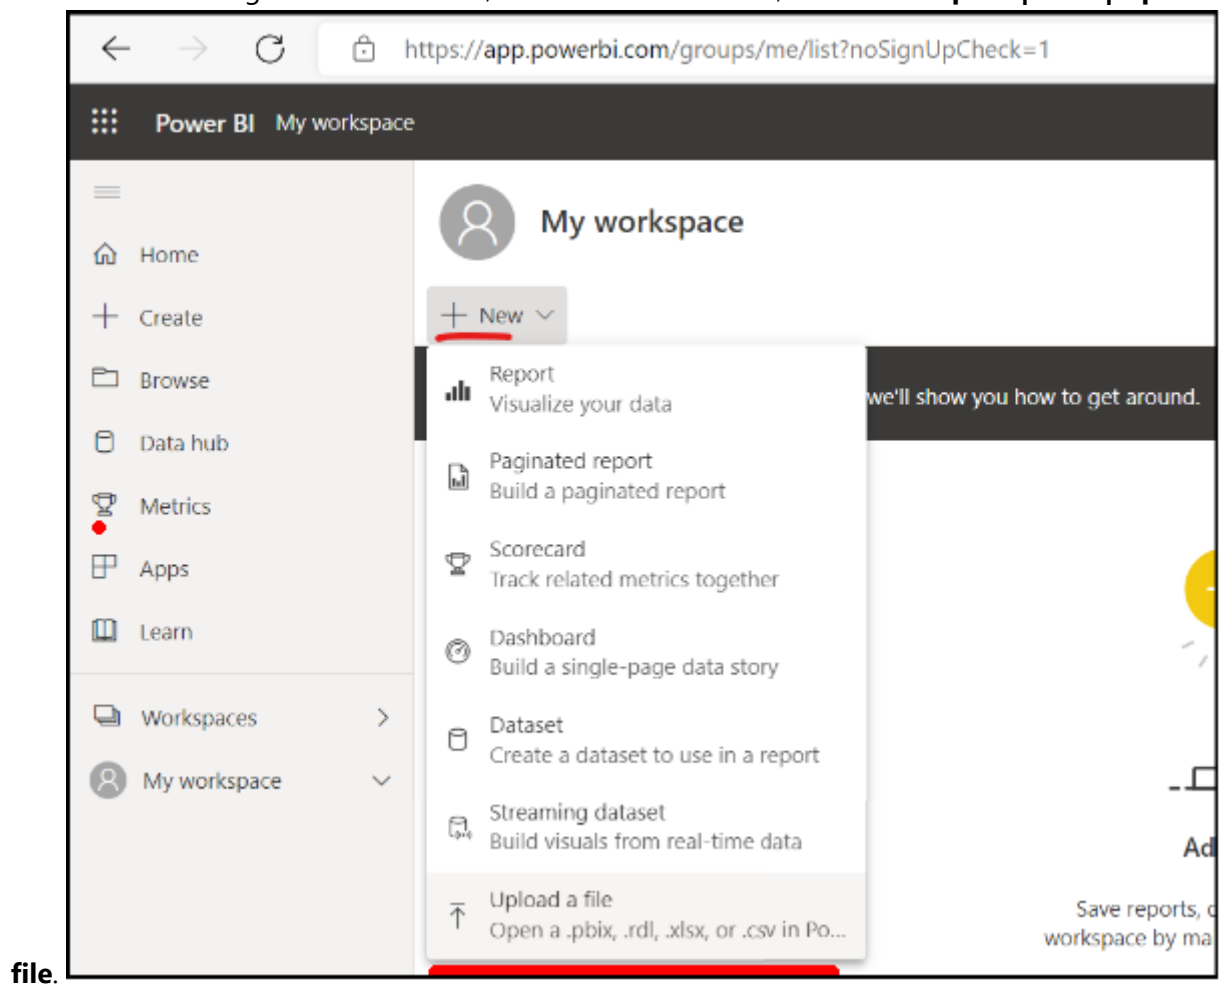 https://app.powerbi.com/groups/me/list?noSignUpCheck=1
Power BI My workspace
My workspace
Home
New
Create
Report
Browse
Visualize your data
we'll show you how to get around.
Data hub
Paginated report
Build a paginated report
Metrics
Scorecard
Track related metrics together
Apps
Learn
Dashboard
Build a single-page data story
Workspaces
Dataset
Create a dataset to use in a report
My workspace
Streaming dataset
Build visuals from real-time data
Ad
Upload a file
Open a .pbix, .rdl, .xlsx, or .csv in Po...
Save reports,
workspace by ma
file.